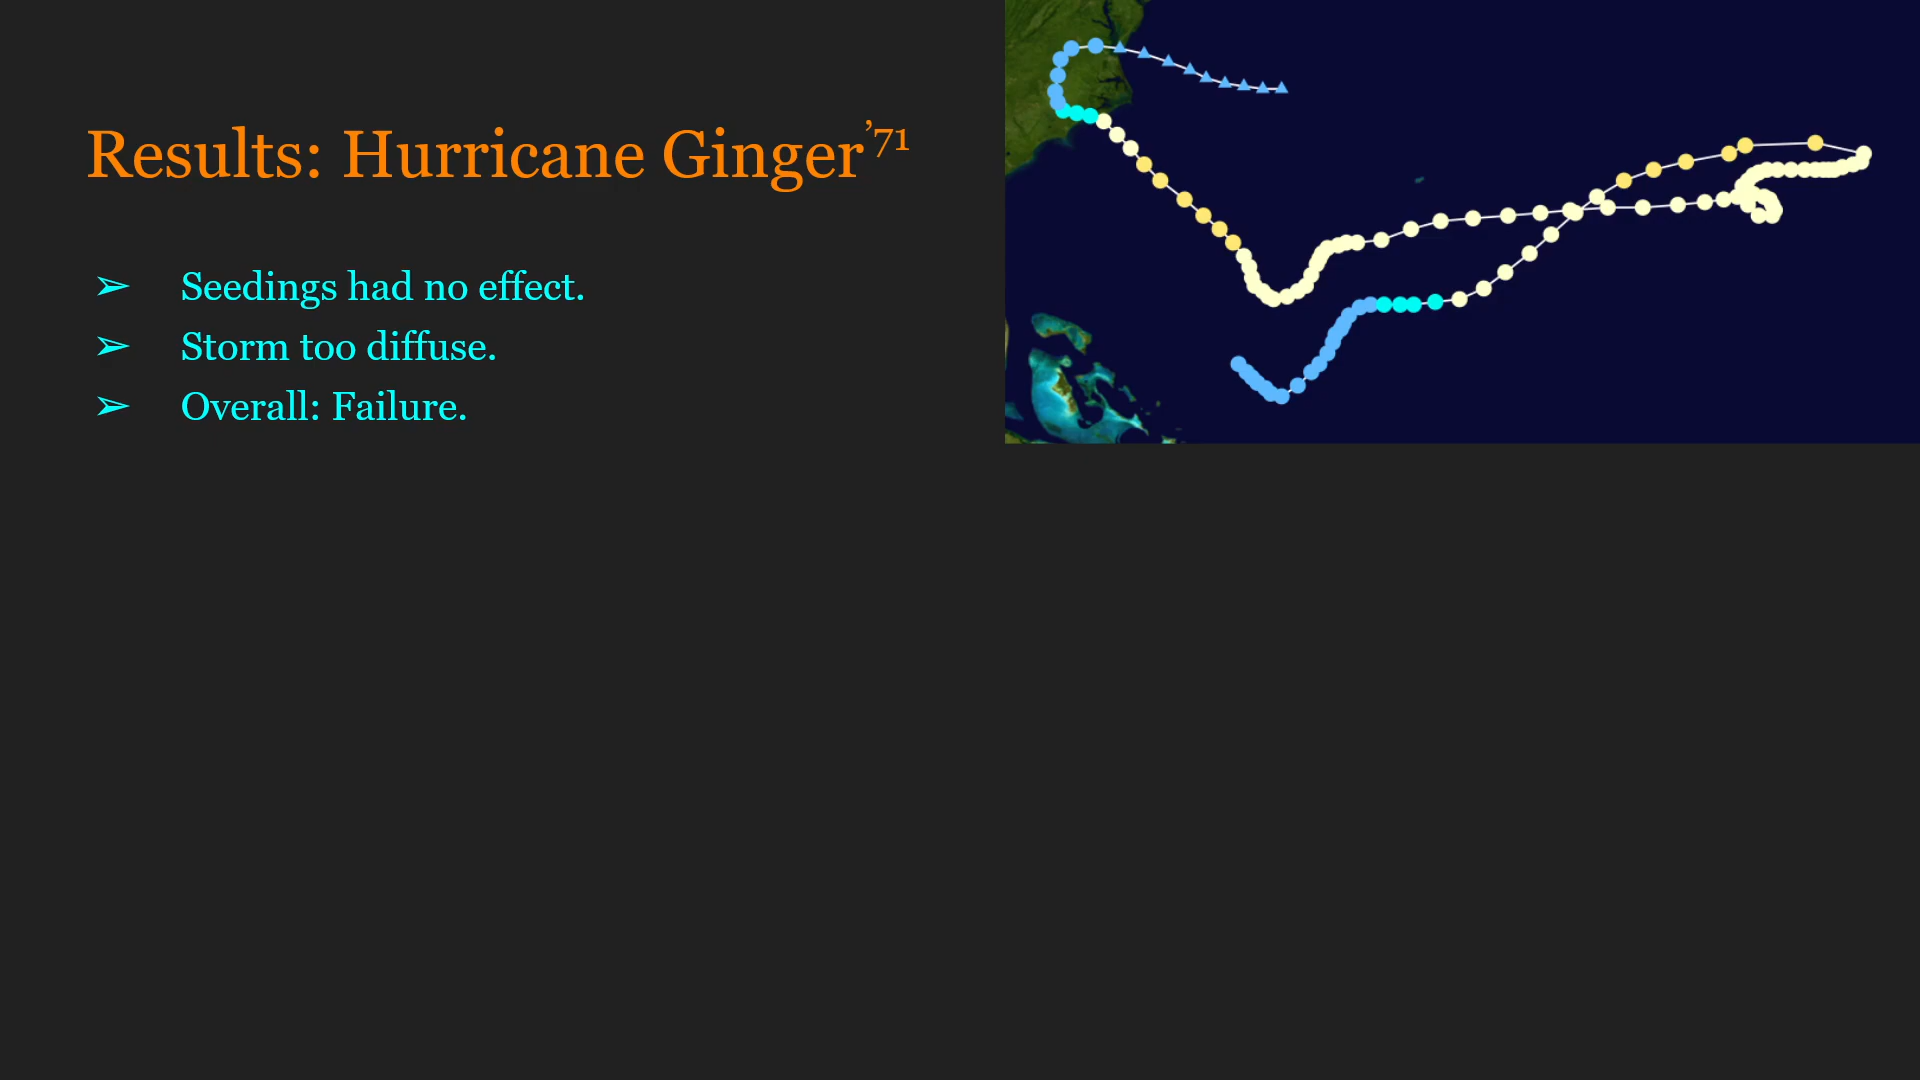 Results: Hurricane Ginger’71
➢ Seedings had no effect.
➢ Storm too diffuse.
➢ Overall: Failure.